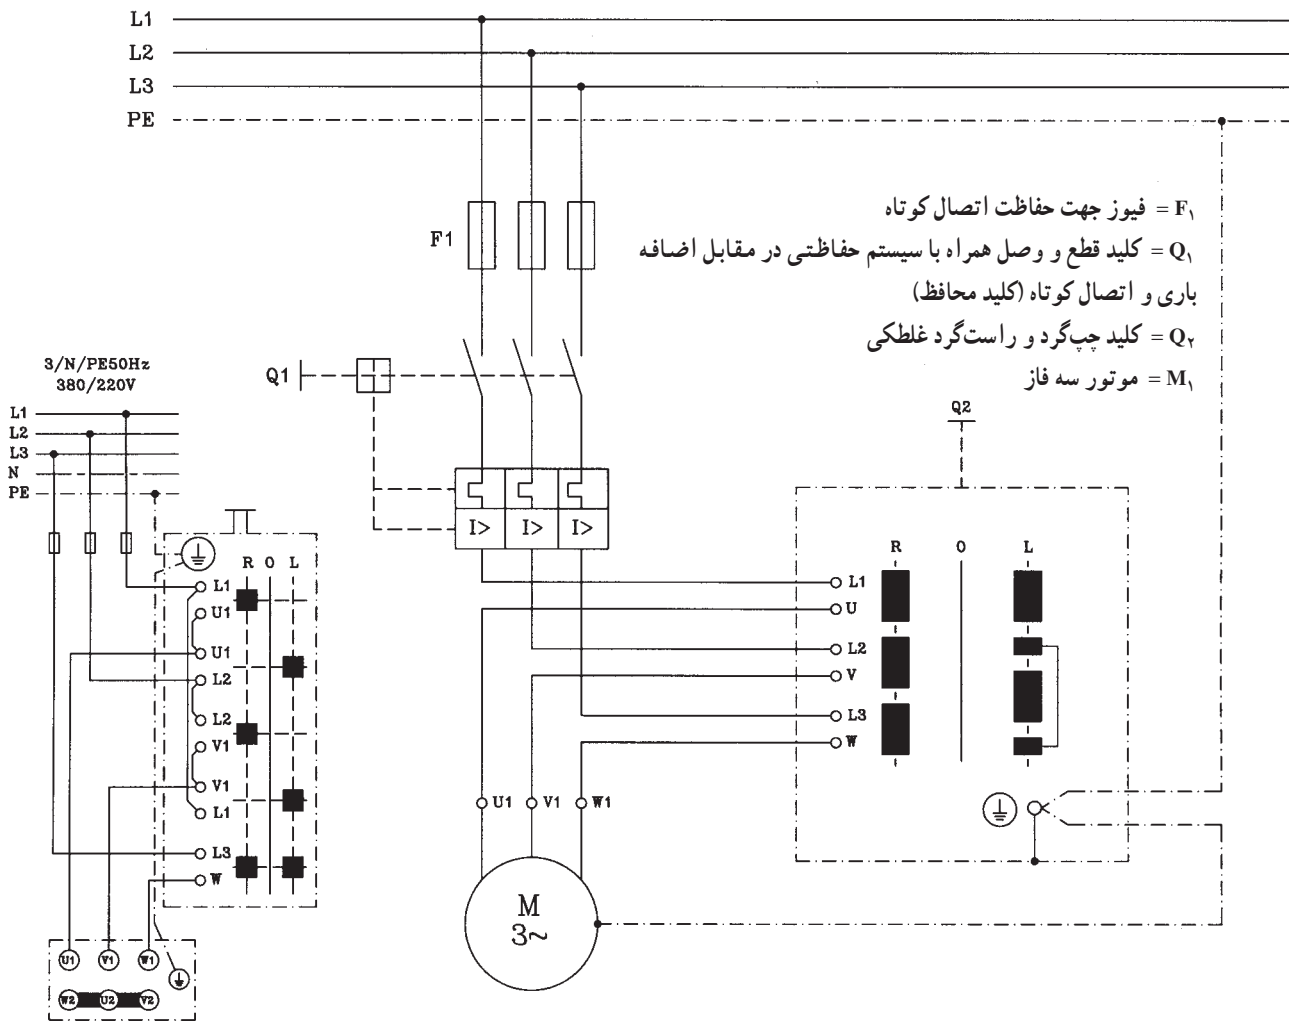 L1
L2
L3
PE
F₁ = فیوز جهت حفاظت اتصال کوتاه
Q₁ = کلید قطع و وصل همراه با سیستم حفاظتی در مقابل اضافه
باری و اتصال کوتاه (کلید محافظ)
Q₂ = کلید چپ‌گرد و راست‌گرد غلطکی
M₁ = موتور سه فاز
F1
Q1
I> I> I>
Q2
R 0 L
L1
U
L2
V
L3
W
U1 V1 W1
M
3~
3/N/PE50Hz
380/220V
L1
L2
L3
N
PE
R 0 L
L1
U1
U1
L2
L2
V1
V1
L1
L3
W
U1 V1 W1
W2 U2 V2